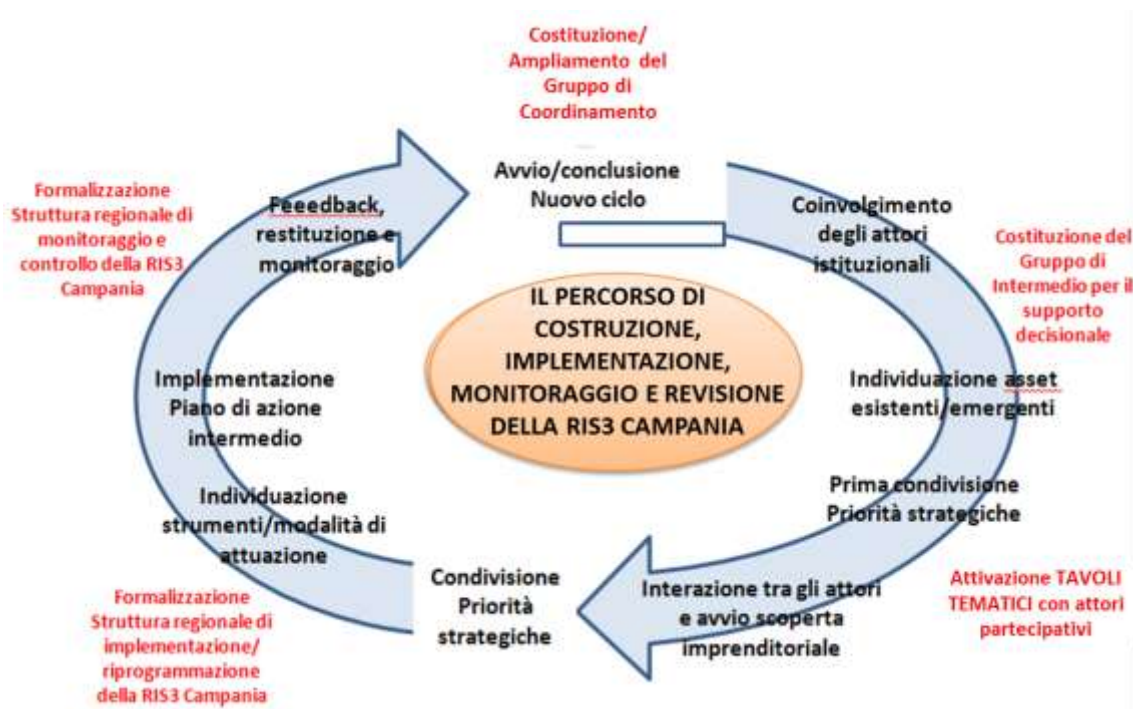 Costituzione/
Ampliamento del
Gruppo di
Coordinamento
Avvio/conclusione
Nuovo ciclo
Coinvolgimento
degli attori
istituzionali
Costituzione del
Gruppo di
Intermedio per il
supporto
decisionale
Individuazione asset
esistenti/emergenti
Prima condivisione
Priorità strategiche
Attivazione TAVOLI
TEMATICI con attori
partecipativi
Interazione tra gli attori
e avvio scoperta
imprenditoriale
Condivisione
Priorità
strategiche
Formalizzazione
Struttura regionale di
implementazione/
riprogrammazione
della RIS3 Campania
Individuazione
strumenti/modalità di
attuazione
Implementazione
Piano di azione
intermedio
Formalizzazione
Struttura regionale di
monitoraggio e
controllo della RIS3
Campania
Feeedback,
restituzione e
monitoraggio
IL PERCORSO DI
COSTRUZIONE,
IMPLEMENTAZIONE,
MONITORAGGIO E REVISIONE
DELLA RIS3 CAMPANIA